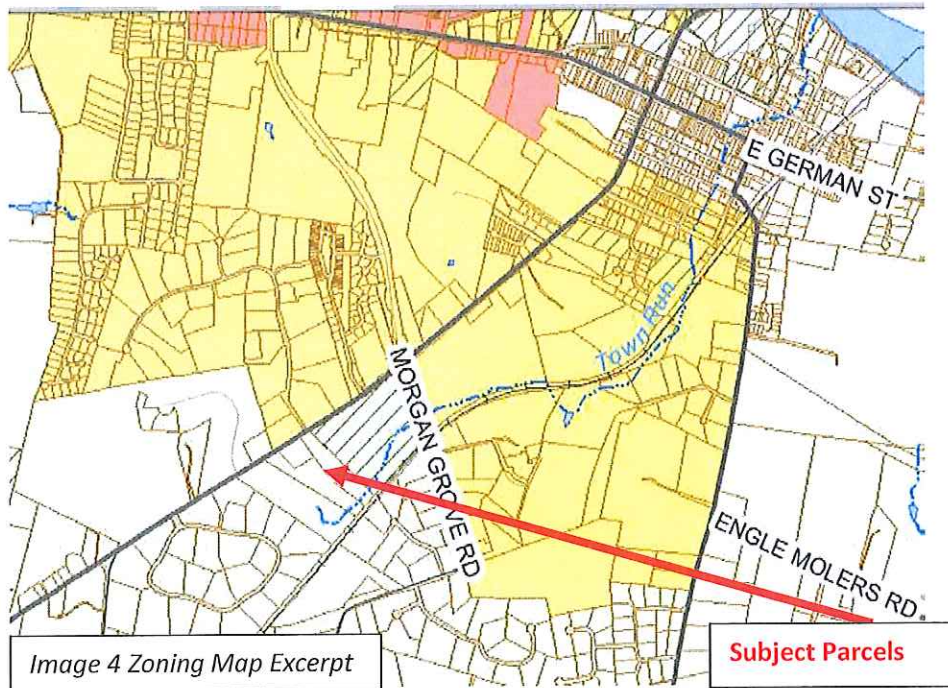 E GERMAN ST
Town Run
MORGAN GROVE RD
ENGLE MOLERS RD
Image 4 Zoning Map Excerpt
Subject Parcels